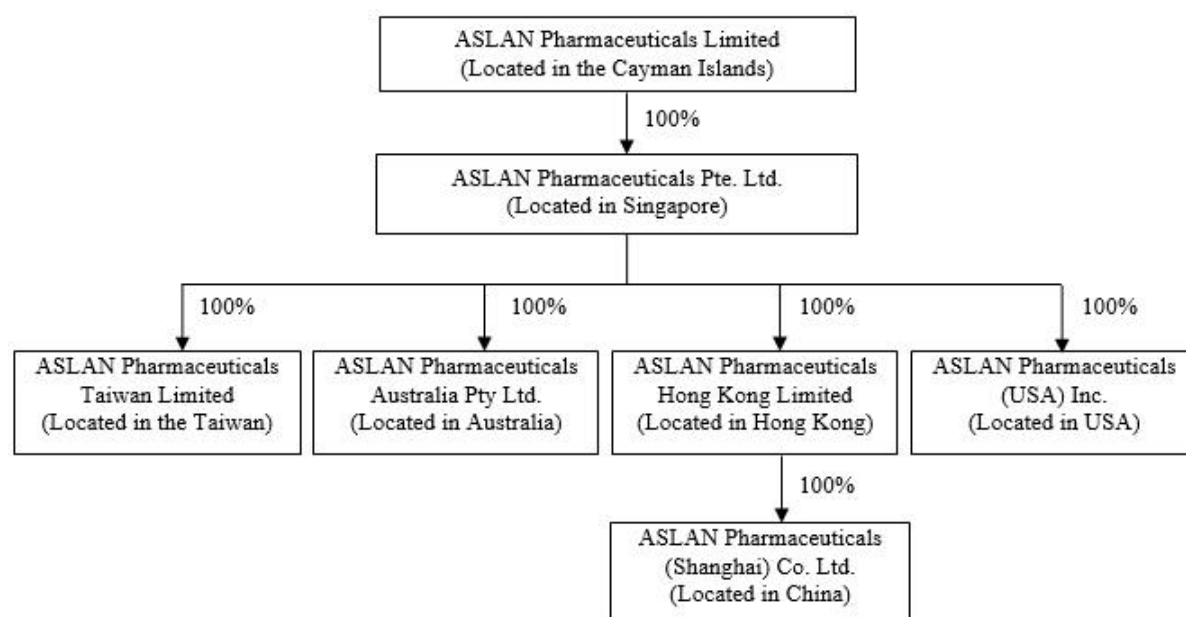 ASLAN Pharmaceuticals Limited
(Located in the Cayman Islands)
100%
ASLAN Pharmaceuticals Pte. Ltd.
(Located in Singapore)
100%
100%
100%
100%
ASLAN Pharmaceuticals
Taiwan Limited
(Located in the Taiwan)
ASLAN Pharmaceuticals
Australia Pty Ltd.
(Located in Australia)
ASLAN Pharmaceuticals
Hong Kong Limited
(Located in Hong Kong)
ASLAN Pharmaceuticals
(USA) Inc.
(Located in USA)
100%
ASLAN Pharmaceuticals
(Shanghai) Co. Ltd.
(Located in China)